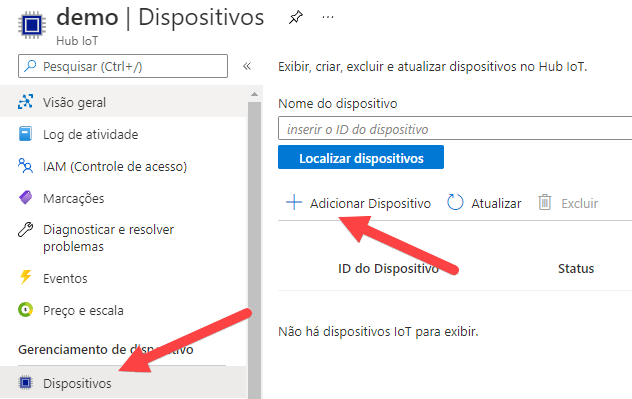 demo | Dispositivos
Hub IoT
Pesquisar (Ctrl+/)
Visão geral
Log de atividade
IAM (Controle de acesso)
Marcações
Diagnosticar e resolver
problemas
Eventos
Preço e escala
Gerenciamento de dispositivo
Dispositivos
Exibir, criar, excluir e atualizar dispositivos no Hub IoT.
Nome do dispositivo
inserir o ID do dispositivo
Localizar dispositivos
Adicionar Dispositivo Atualizar Excluir
ID do Dispositivo Status
Não há dispositivos IoT para exibir.